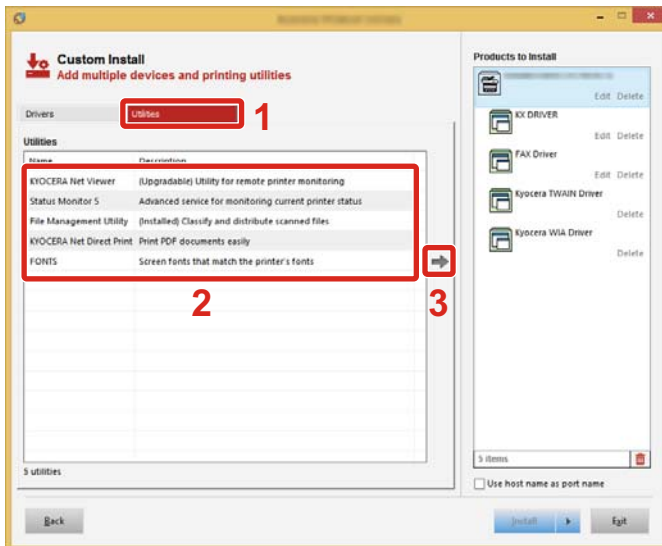 Custom Install
Add multiple devices and printing utilities
Drivers
Utilities
1
Utilities
Name Description
KYOCERA Net Viewer (Upgradable) Utility for remote printer monitoring
Status Monitor 5 Advanced service for monitoring current printer status
File Management Utility (Installed) Classify and distribute scanned files
KYOCERA Net Direct Print Print PDF documents easily
FONTS Screen fonts that match the printer's fonts
2
3
5 utilities
Products to Install
Edit Delete
KX DRIVER
Edit Delete
FAX Driver
Edit Delete
Kyocera TWAIN Driver
Delete
Kyocera WIA Driver
Delete
5 items
Use host name as port name
Back
Install
Exit